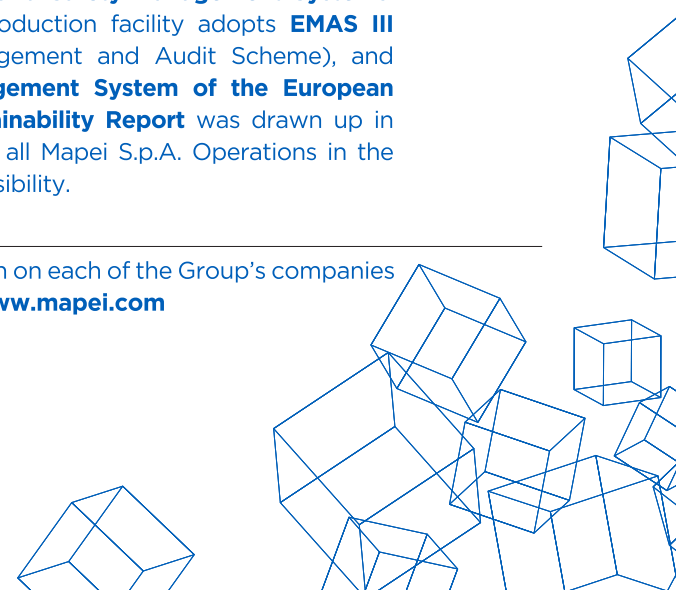 oduction facility adopts EMAS III
gement and Audit Scheme), and
gement System of the European
ainability Report was drawn up in
all Mapei S.p.A. Operations in the
sibility.
n on each of the Group's companies
ww.mapei.com